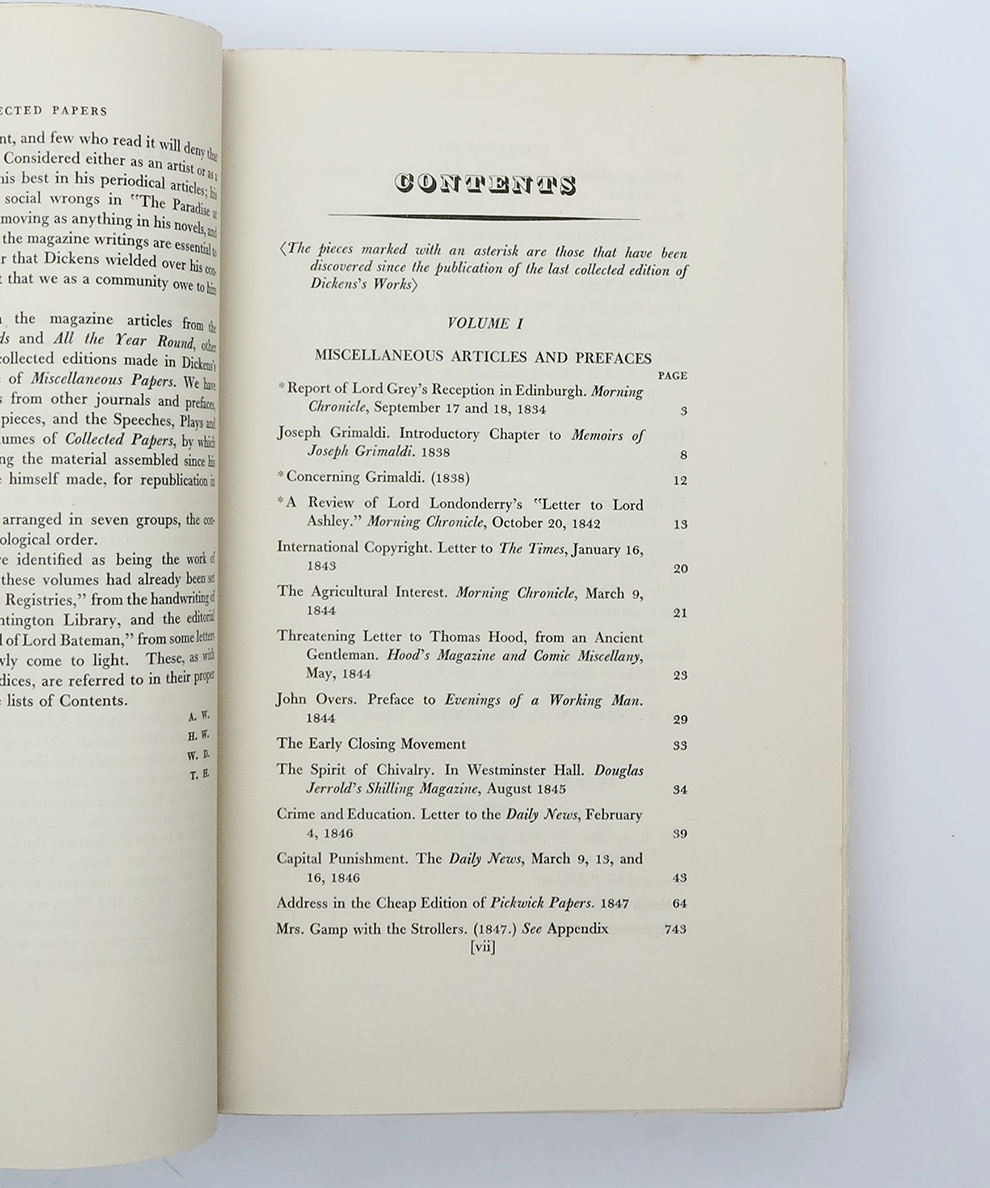 ECTED PAPERS
nt, and few who read it will deny that
Considered either as an artist or as a
his best in his periodical articles; his
social wrongs in "The Paradise at
moving as anything in his novels, and
the magazine writings are essential to
r that Dickens wielded over his con-
t that we as a community owe to him
the magazine articles from the
ds and All the Year Round, other
collected editions made in Dickens's
of Miscellaneous Papers. We have
s from other journals and prefaces,
pieces, and the Speeches, Plays and
umes of Collected Papers, by which
ng the material assembled since his
himself made, for republication in
arranged in seven groups, the con-
ological order.
re identified as being the work of
these volumes had already been set
Registries," from the handwriting of
ntington Library, and the editorial
l of Lord Bateman," from some letters
wly come to light. These, as with
dices, are referred to in their proper
lists of Contents.
A. W.
H. W.
W. D.
T. H.
CONTENTS
⟨The pieces marked with an asterisk are those that have been
discovered since the publication of the last collected edition of
Dickens's Works⟩
VOLUME I
MISCELLANEOUS ARTICLES AND PREFACES
PAGE
*Report of Lord Grey's Reception in Edinburgh. Morning
Chronicle, September 17 and 18, 1834 3
Joseph Grimaldi. Introductory Chapter to Memoirs of
Joseph Grimaldi. 1838 8
*Concerning Grimaldi. (1838) 12
*A Review of Lord Londonderry's "Letter to Lord
Ashley." Morning Chronicle, October 20, 1842 13
International Copyright. Letter to The Times, January 16,
1843 20
The Agricultural Interest. Morning Chronicle, March 9,
1844 21
Threatening Letter to Thomas Hood, from an Ancient
Gentleman. Hood's Magazine and Comic Miscellany,
May, 1844 23
John Overs. Preface to Evenings of a Working Man.
1844 29
The Early Closing Movement 33
The Spirit of Chivalry. In Westminster Hall. Douglas
Jerrold's Shilling Magazine, August 1845 34
Crime and Education. Letter to the Daily News, February
4, 1846 39
Capital Punishment. The Daily News, March 9, 13, and
16, 1846 43
Address in the Cheap Edition of Pickwick Papers. 1847 64
Mrs. Gamp with the Strollers. (1847.) See Appendix 743
[vii]